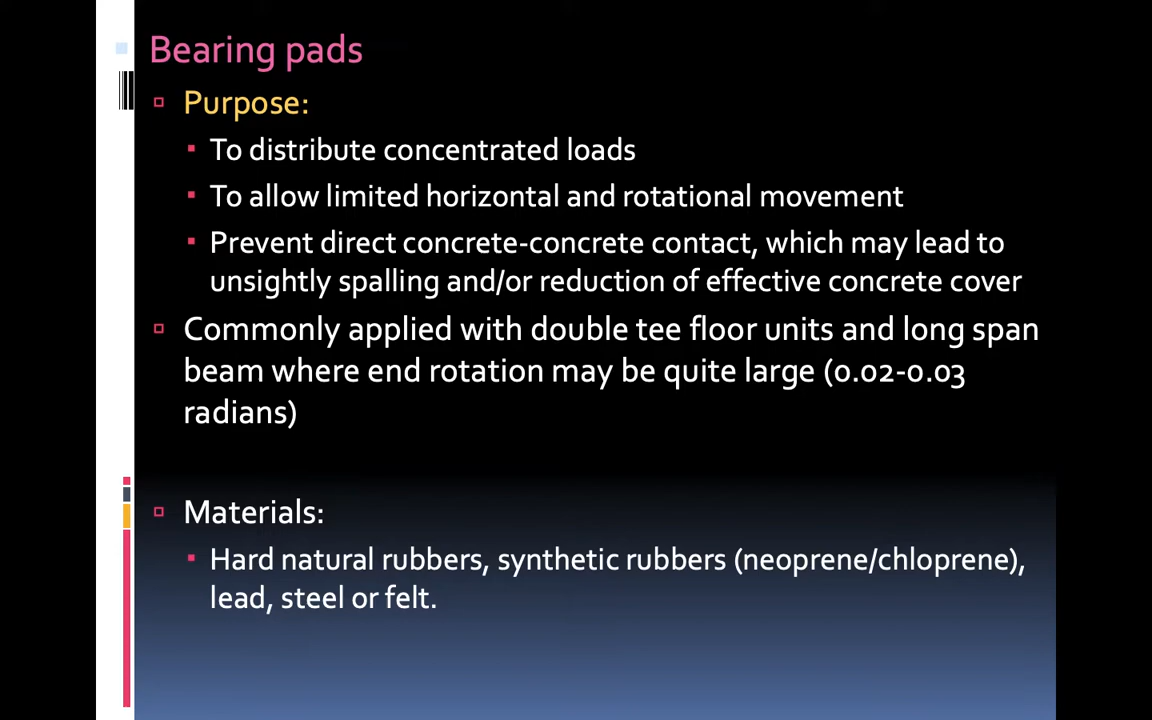 Bearing pads
Purpose:
To distribute concentrated loads
To allow limited horizontal and rotational movement
Prevent direct concrete-concrete contact, which may lead to
unsightly spalling and/or reduction of effective concrete cover
Commonly applied with double tee floor units and long span
beam where end rotation may be quite large (0.02-0.03
radians)
Materials:
Hard natural rubbers, synthetic rubbers (neoprene/chloprene),
lead, steel or felt.